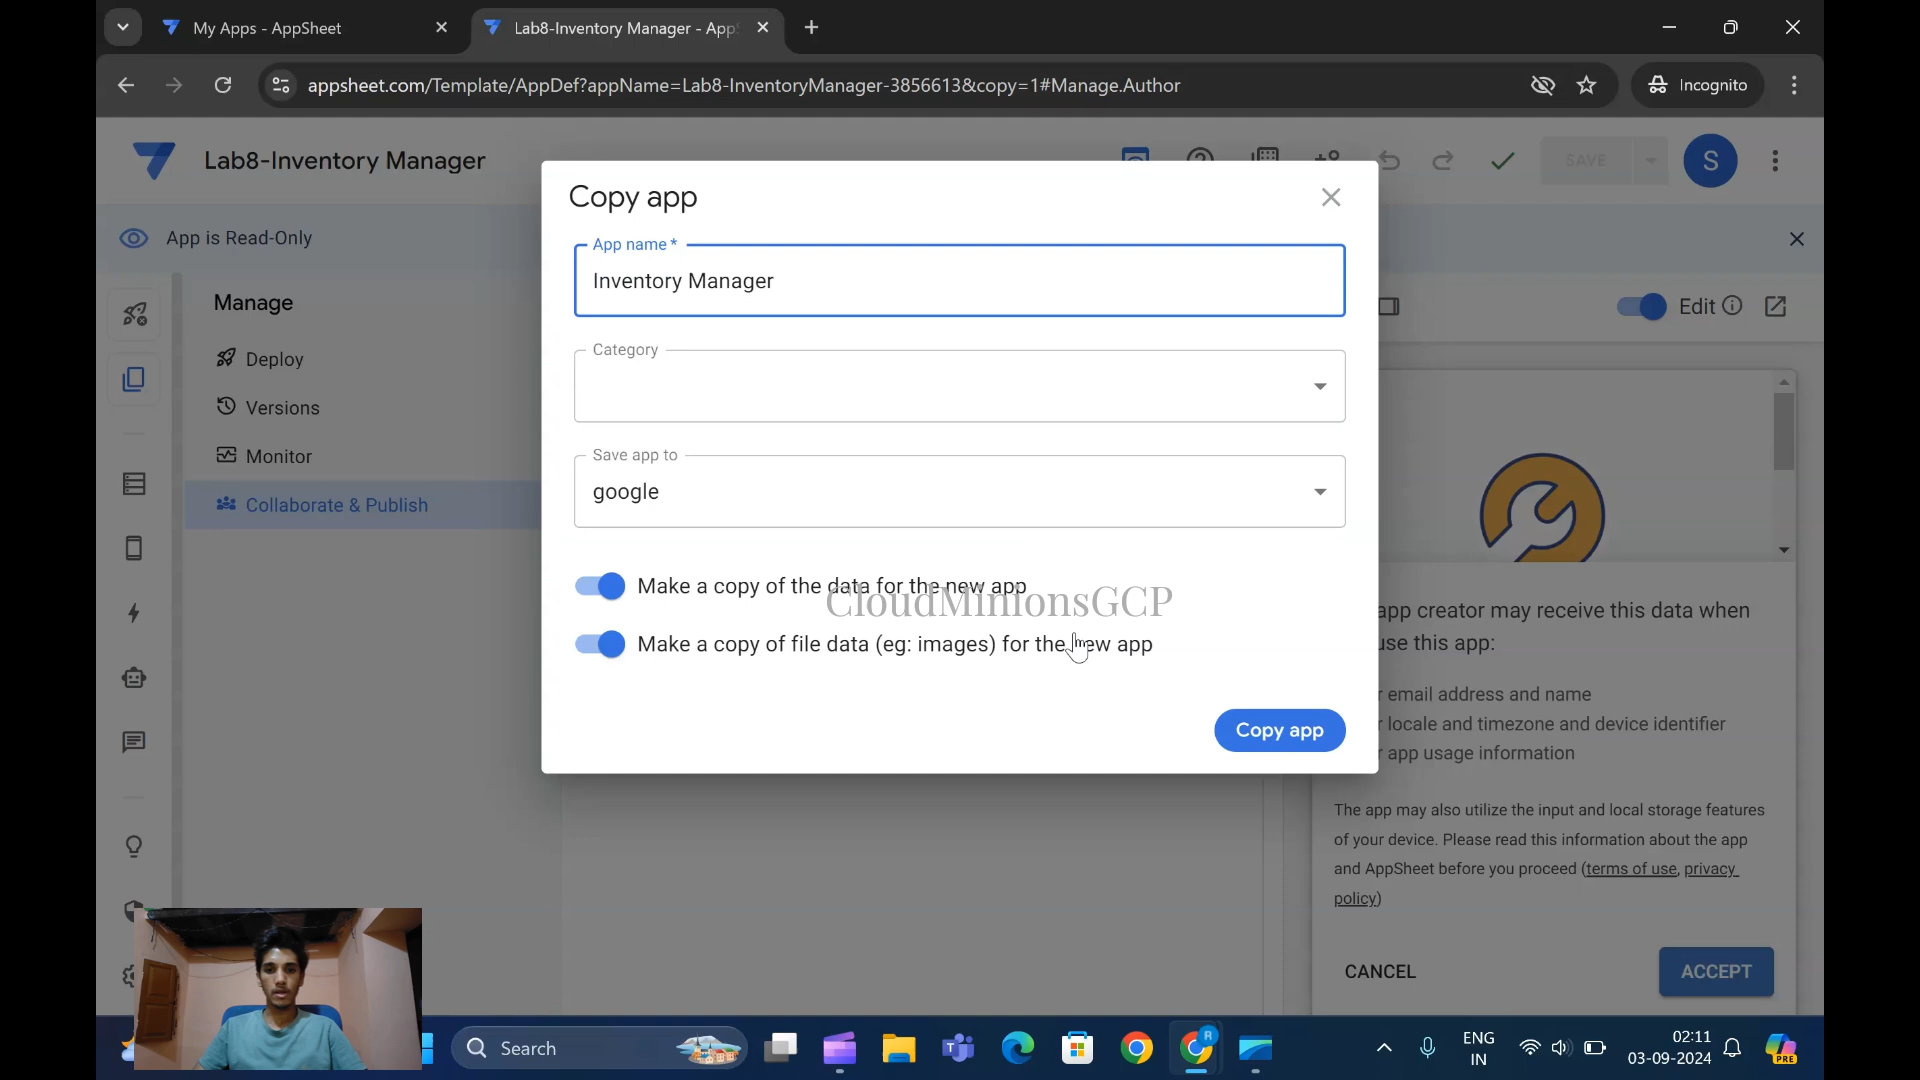 My Apps - AppSheet
Lab8-Inventory Manager - App
appsheet.com/Template/AppDef?appName=Lab8-InventoryManager-3856613&copy=1#Manage.Author
Incognito
Lab8-Inventory Manager
SAVE
S
App is Read-Only
Manage
Deploy
Versions
Monitor
Collaborate & Publish
Edit
Copy app
App name *
Inventory Manager
Category
Save app to
google
Make a copy of the data for the new app
CloudMinionsGCP
Make a copy of file data (eg: images) for the new app
Copy app
app creator may receive this data when
use this app:
r email address and name
r locale and timezone and device identifier
r app usage information
The app may also utilize the input and local storage features
of your device. Please read this information about the app
and AppSheet before you proceed (terms of use, privacy
policy)
CANCEL
ACCEPT
Search
R
ENG
IN
02:11
03-09-2024
PRE